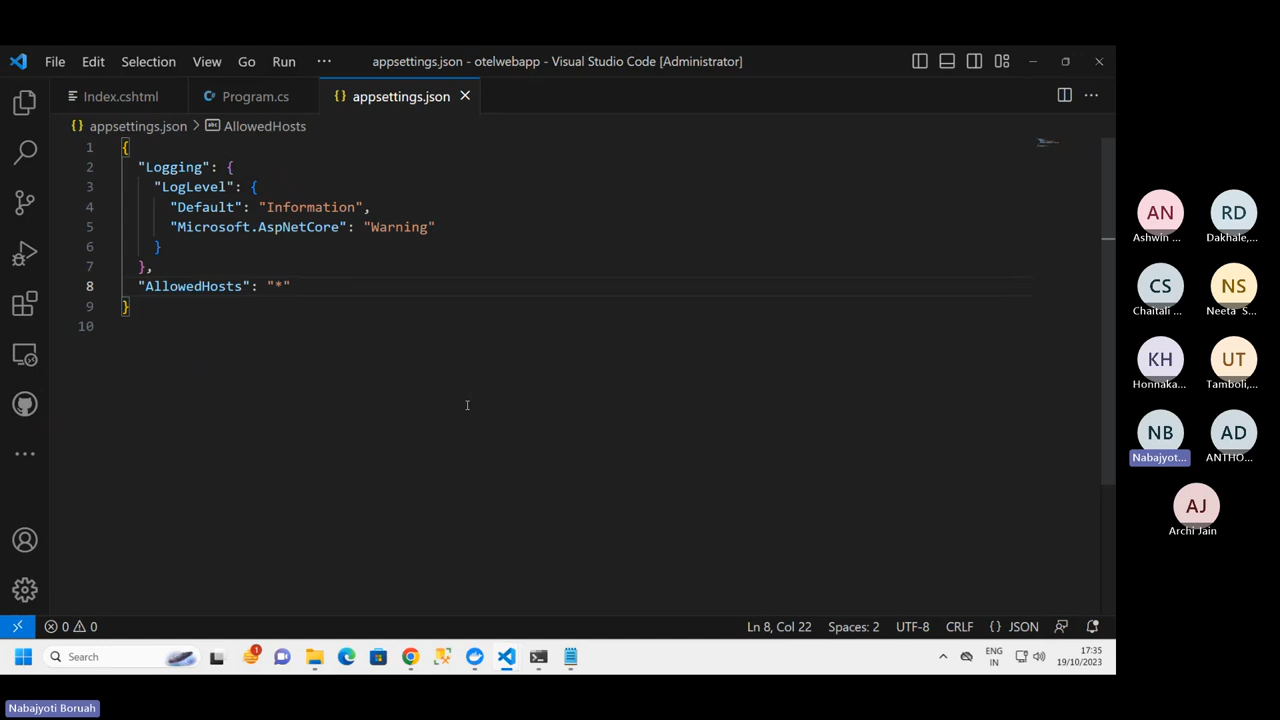 File Edit Selection View Go Run ··· appsettings.json - otelwebapp - Visual Studio Code [Administrator]
Index.cshtml Program.cs {} appsettings.json
{} appsettings.json > AllowedHosts
1 {
2 "Logging": {
3 "LogLevel": {
4 "Default": "Information",
5 "Microsoft.AspNetCore": "Warning"
6 }
7 },
8 "AllowedHosts": "*"
9 }
10
AN RD
Ashwin ... Dakhale,...
CS NS
Chaitali ... Neeta S...
KH UT
Honnaka... Tamboli,...
NB AD
Nabajyot... ANTHO...
AJ
Archi Jain
0 0 Ln 8, Col 22 Spaces: 2 UTF-8 CRLF {} JSON
Search 1 ENG IN 17:35 19/10/2023
Nabajyoti Boruah